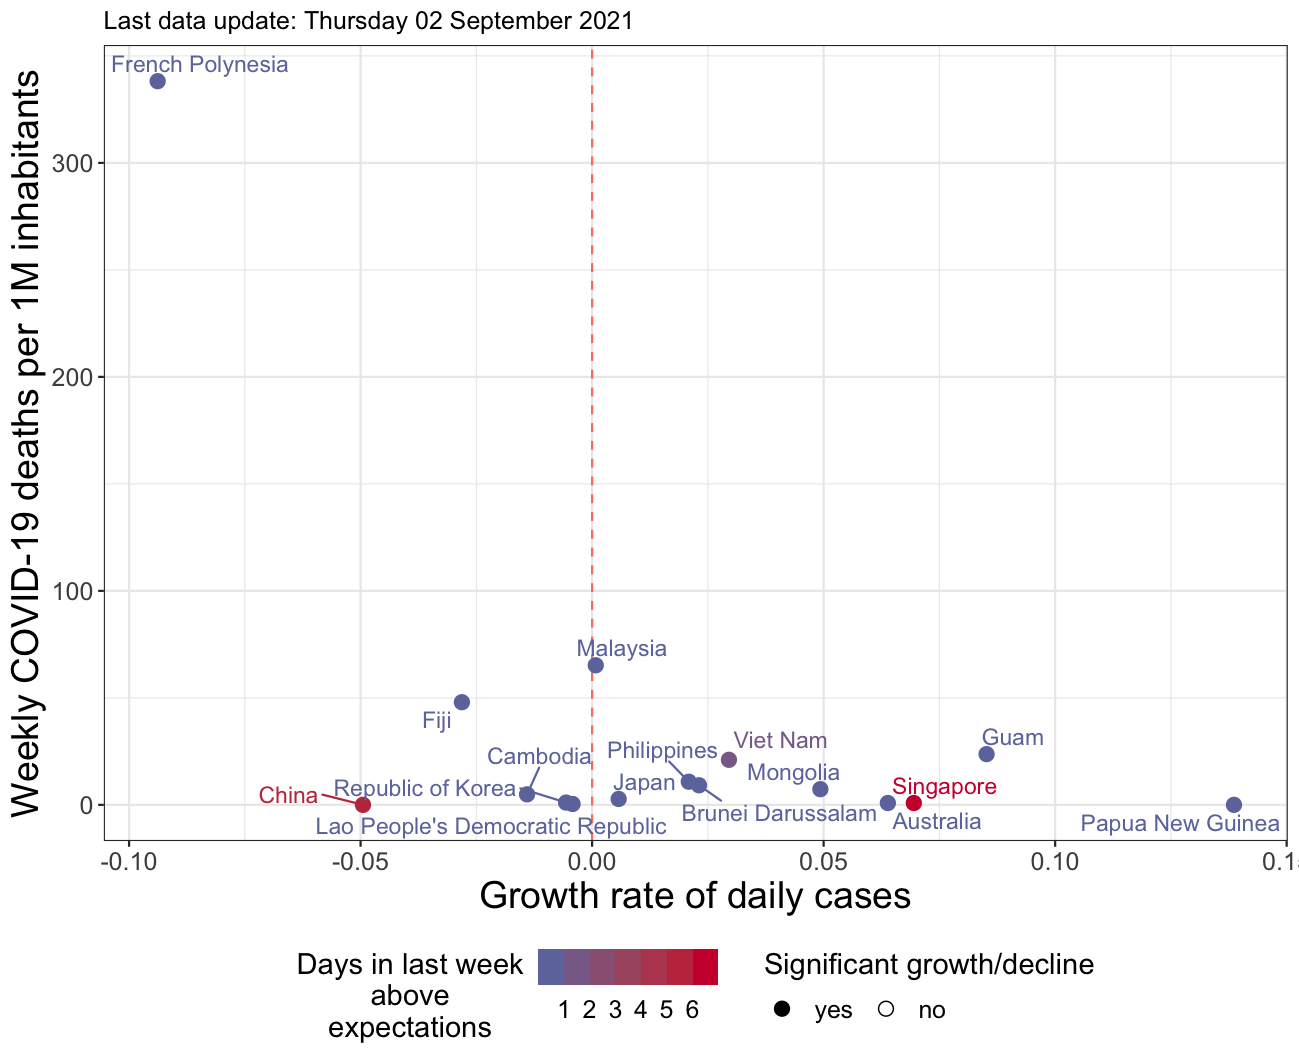 Last data update: Thursday 02 September 2021
French Polynesia
Weekly COVID-19 deaths per 1M inhabitants
300
200
100
0
Malaysia
Fiji
Guam
Viet Nam
Philippines
Cambodia
Mongolia
Japan
Singapore
Republic of Korea
China
Brunei Darussalam
Australia
Papua New Guinea
Lao People's Democratic Republic
-0.10 -0.05 0.00 0.05 0.10
Growth rate of daily cases
Days in last week
above
expectations
1 2 3 4 5 6
Significant growth/decline
yes no